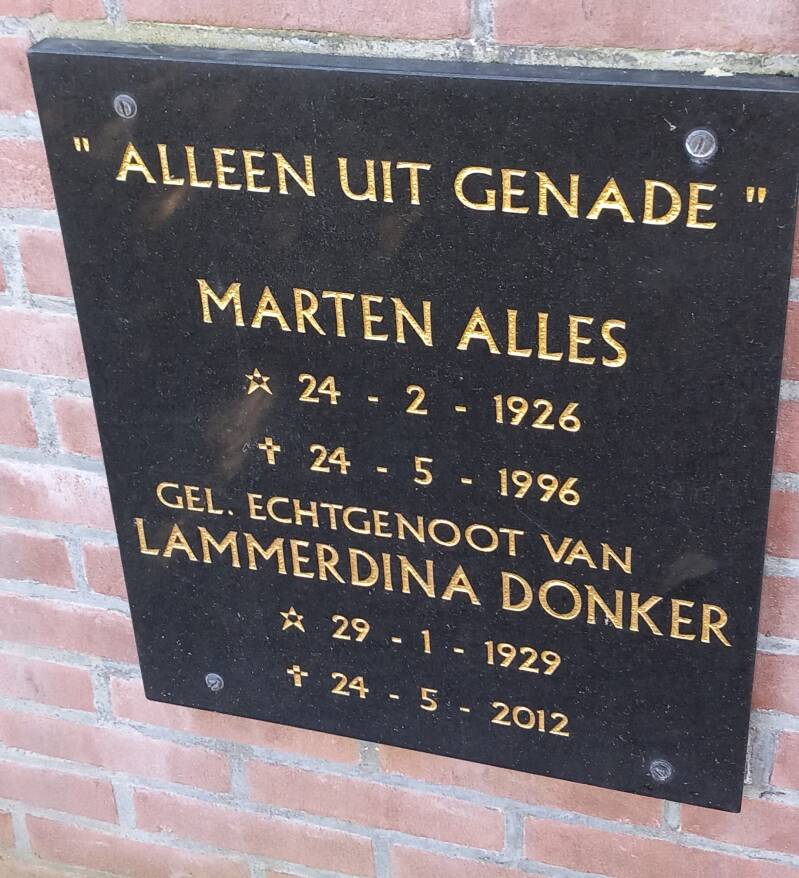 " ALLEEN UIT GENADE "
MARTEN ALLES
☆ 24 - 2 - 1926
✝ 24 - 5 - 1996
GEL. ECHTGENOOT VAN
LAMMERDINA DONKER
☆ 29 - 1 - 1929
✝ 24 - 5 - 2012